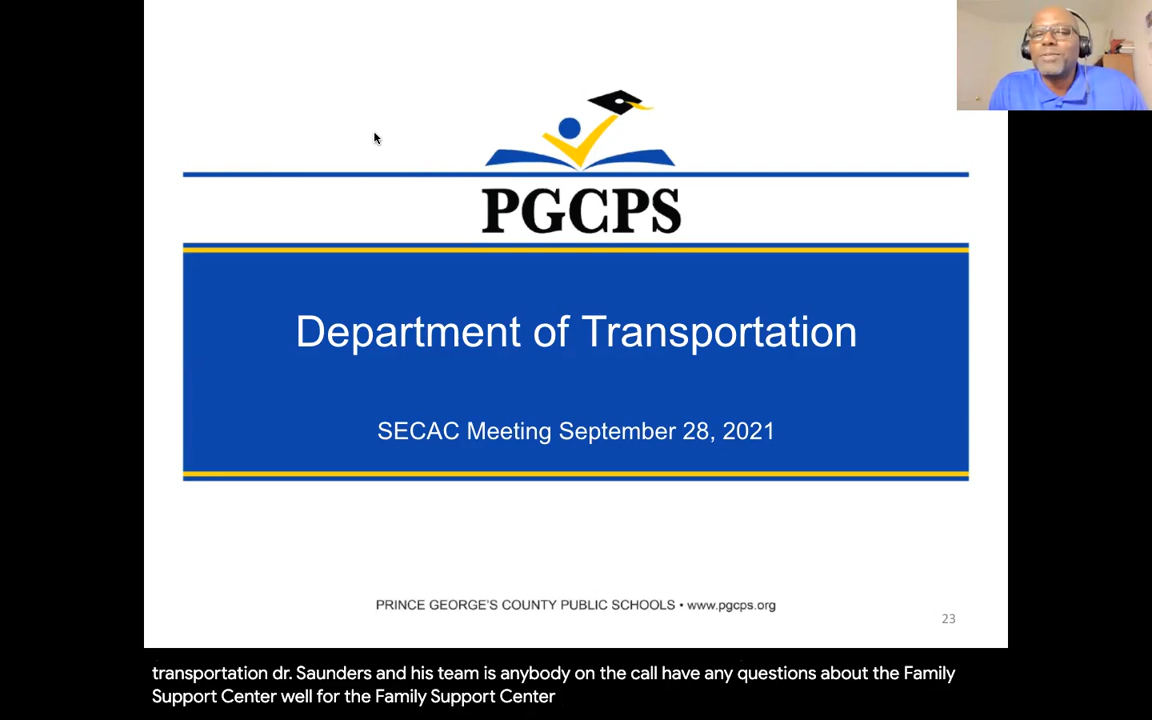 PGCPS
Department of Transportation
SECAC Meeting September 28, 2021
PRINCE GEORGE'S COUNTY PUBLIC SCHOOLS • www.pgcps.org
23
transportation dr. Saunders and his team is anybody on the call have any questions about the Family
Support Center well for the Family Support Center